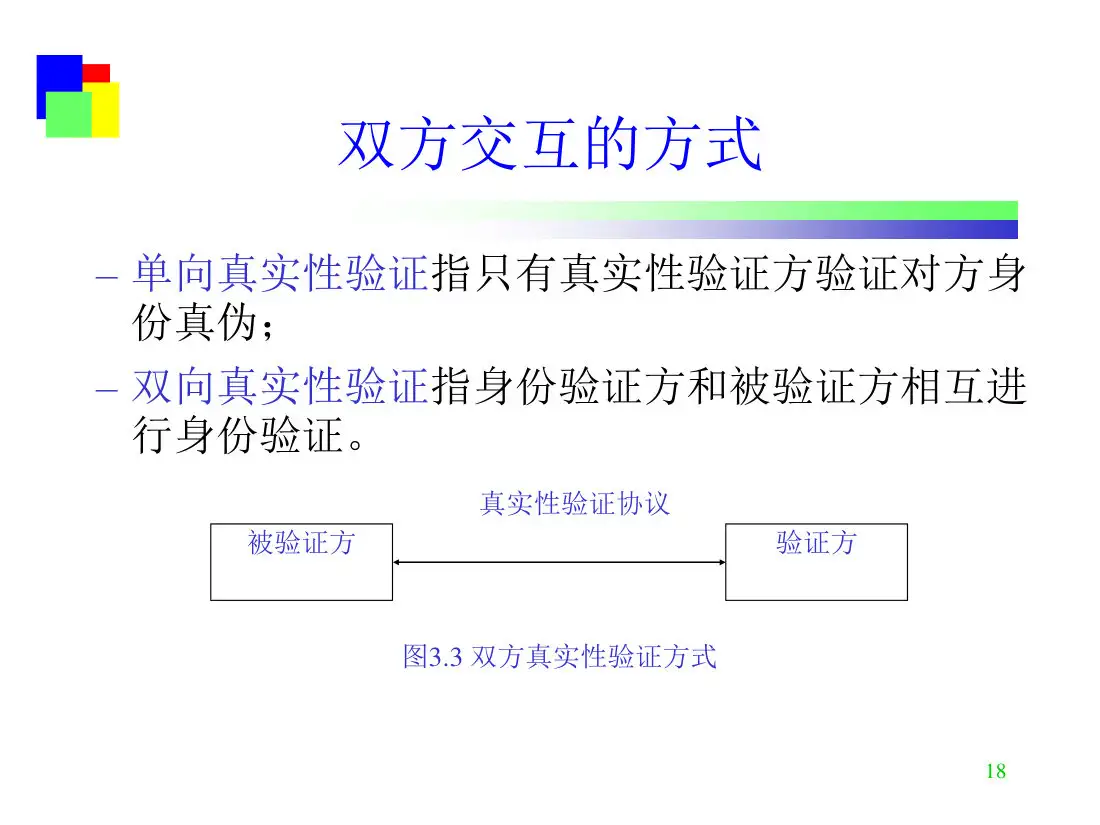 双方交互的方式
– 单向真实性验证指只有真实性验证方验证对方身
份真伪；
– 双向真实性验证指身份验证方和被验证方相互进
行身份验证。
真实性验证协议
被验证方
验证方
图3.3 双方真实性验证方式
18